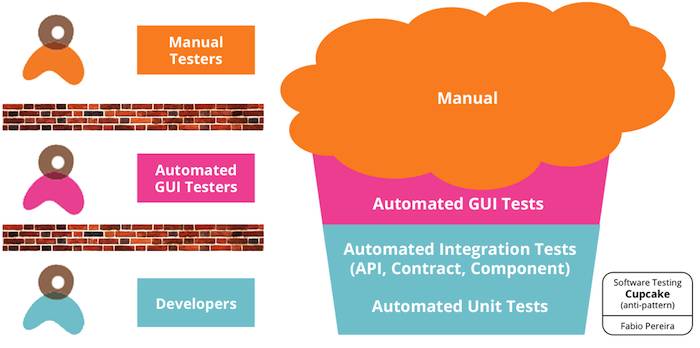 Manual
Testers
Automated
GUI Testers
Developers
Manual
Automated GUI Tests
Automated Integration Tests
(API, Contract, Component)
Automated Unit Tests
Software Testing
Cupcake
(anti-pattern)
Fabio Pereira